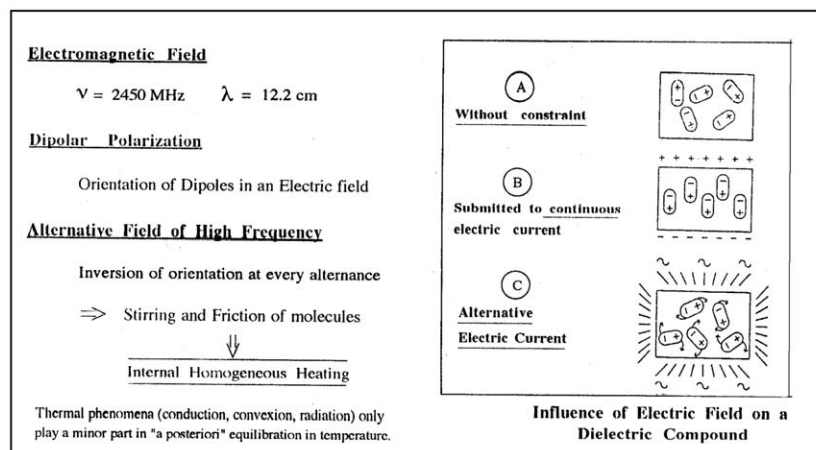 Electromagnetic Field
ν = 2450 MHz λ = 12.2 cm
Dipolar Polarization
Orientation of Dipoles in an Electric field
Alternative Field of High Frequency
Inversion of orientation at every alternance
⇒ Stirring and Friction of molecules
⇓
Internal Homogeneous Heating
Thermal phenomena (conduction, convexion, radiation) only
play a minor part in "a posteriori" equilibration in temperature.
A
Without constraint
B
Submitted to continuous
electric current
C
Alternative
Electric Current
+ + + + + + +
− − − − − − −
Influence of Electric Field on a
Dielectric Compound